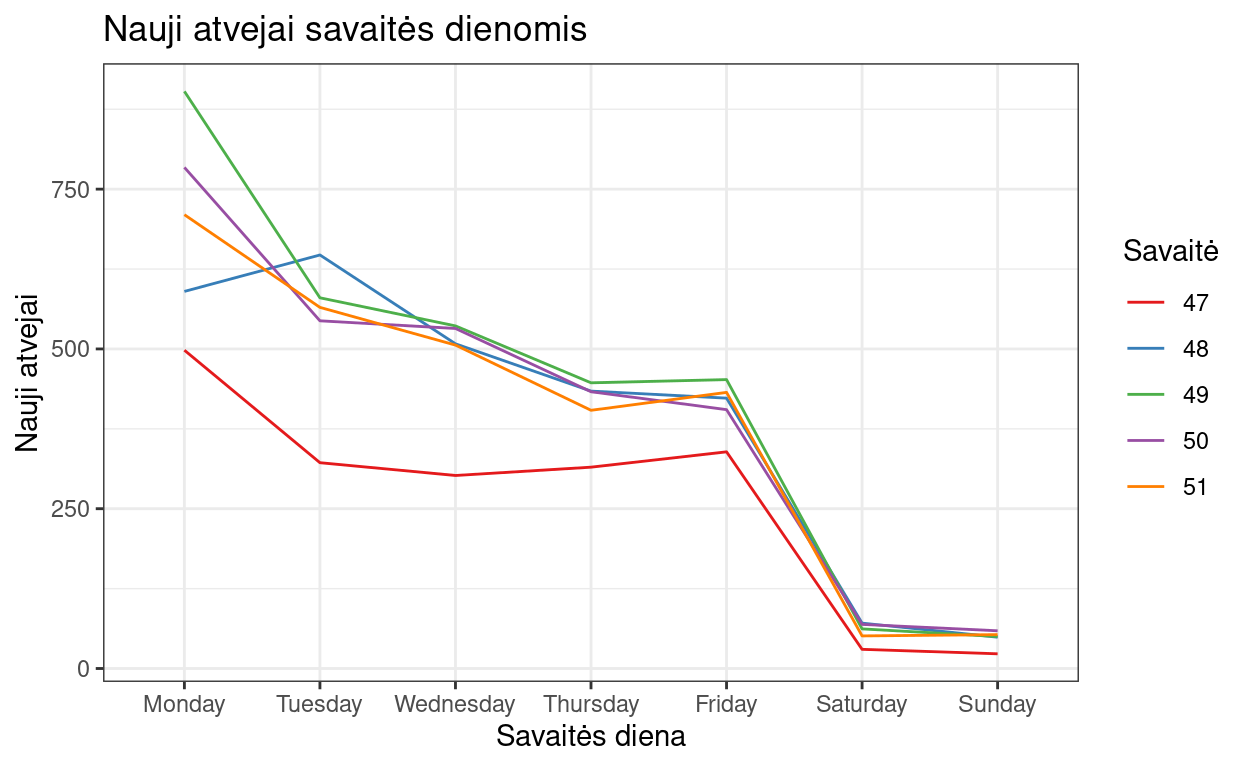 Nauji atvejai savaitės dienomis
Nauji atvejai
750
500
250
0
Monday Tuesday Wednesday Thursday Friday Saturday Sunday
Savaitės diena
Savaitė
47
48
49
50
51